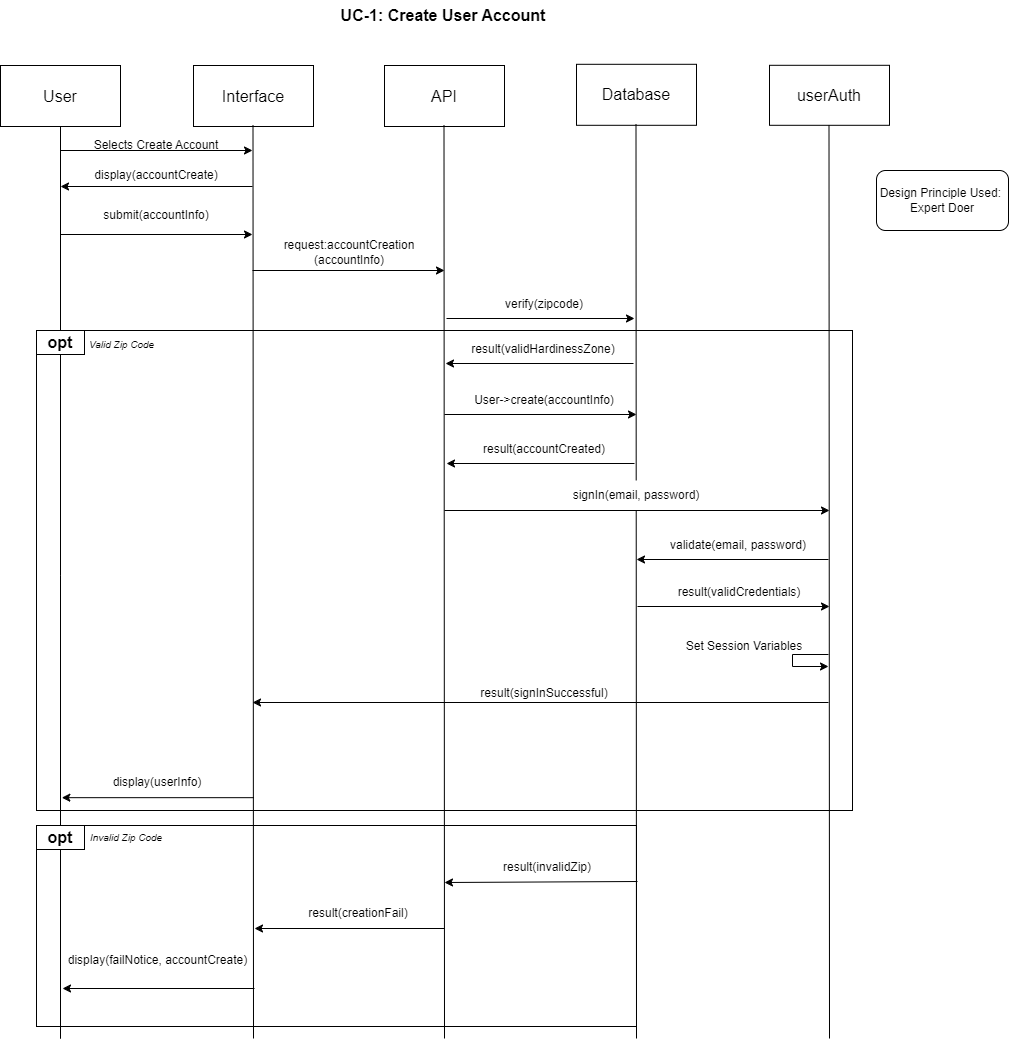 UC-1: Create User Account
User
Interface
API
Database
userAuth
Selects Create Account
display(accountCreate)
Design Principle Used:
Expert Doer
submit(accountInfo)
request:accountCreation
(accountInfo)
verify(zipcode)
opt
Valid Zip Code
result(validHardinessZone)
User->create(accountInfo)
result(accountCreated)
signIn(email, password)
validate(email, password)
result(validCredentials)
Set Session Variables
result(signInSuccessful)
display(userInfo)
opt
Invalid Zip Code
result(invalidZip)
result(creationFail)
display(failNotice, accountCreate)